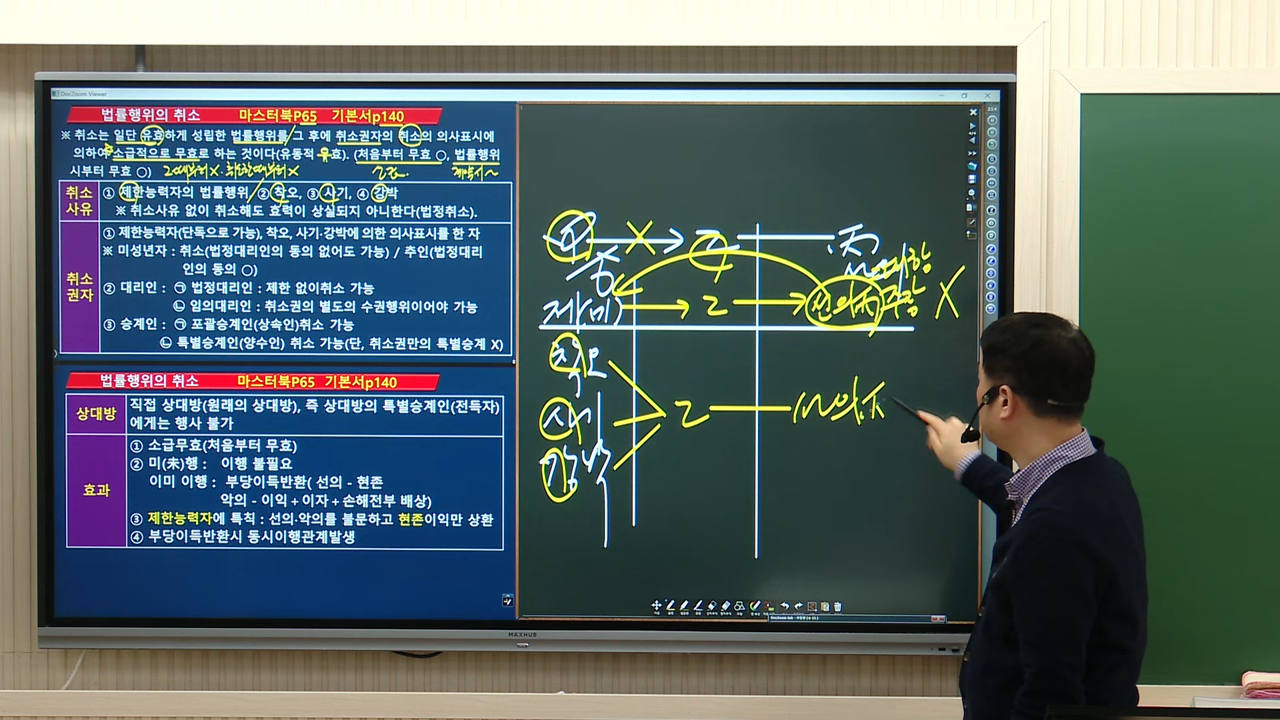 DocZoom Viewer
법률행위의 취소 마스터북P65 기본서p140
※ 취소는 일단 유효하게 성립한 법률행위를 그 후에 취소권자의 취소의 의사표시에
의하여 소급적으로 무효로 하는 것이다(유동적 유효). (처음부터 무효 ○, 법률행위
시부터 무효 ○)
취소
사유
① 제한능력자의 법률행위 ② 착오, ③ 사기, ④ 강박
※ 취소사유 없이 취소해도 효력이 상실되지 아니한다(법정취소).
취소
권자
① 제한능력자(단독으로 가능), 착오, 사기·강박에 의한 의사표시를 한 자
※ 미성년자 : 취소(법정대리인의 동의 없어도 가능) / 추인(법정대리
인의 동의 ○)
② 대리인 : ㉠ 법정대리인 : 제한 없이취소 가능
㉡ 임의대리인 : 취소권의 별도의 수권행위이어야 가능
③ 승계인 : ㉠ 포괄승계인(상속인)취소 가능
㉡ 특별승계인(양수인) 취소 가능(단, 취소권만의 특별승계 X)
법률행위의 취소 마스터북P65 기본서p140
상대방
직접 상대방(원래의 상대방), 즉 상대방의 특별승계인(전득자)
에게는 행사 불가
효과
① 소급무효(처음부터 무효)
② 미(未)행 : 이행 불필요
이미 이행 : 부당이득반환( 선의 - 현존
악의 - 이익 + 이자 + 손해전부 배상)
③ 제한능력자에 특칙 : 선의·악의를 불문하고 현존이익만 상환
④ 부당이득반환시 동시이행관계발생
丙
제한(미) 乙 선의(丙) X
착오
사기 乙 선의
강박
MAXHUB